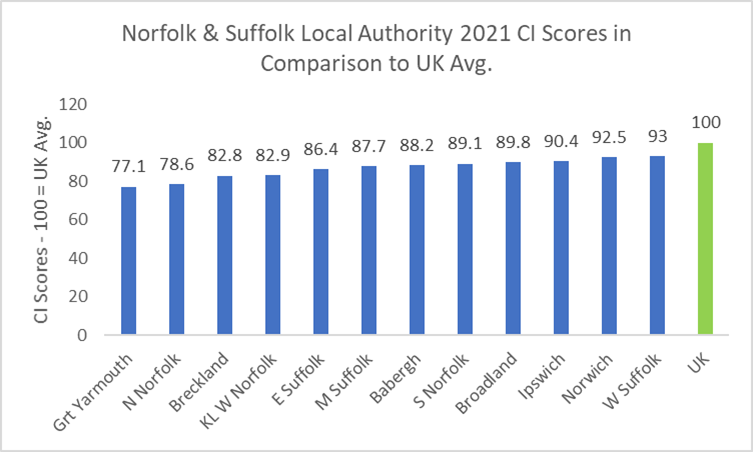 Norfolk & Suffolk Local Authority 2021 CI Scores in
Comparison to UK Avg.
CI Scores - 100 = UK Avg.
120
100
80
60
40
20
0
77.1
78.6
82.8
82.9
86.4
87.7
88.2
89.1
89.8
90.4
92.5
93
100
Grt Yarmouth
N Norfolk
Breckland
KL W Norfolk
E Suffolk
M Suffolk
Babergh
S Norfolk
Broadland
Ipswich
Norwich
W Suffolk
UK